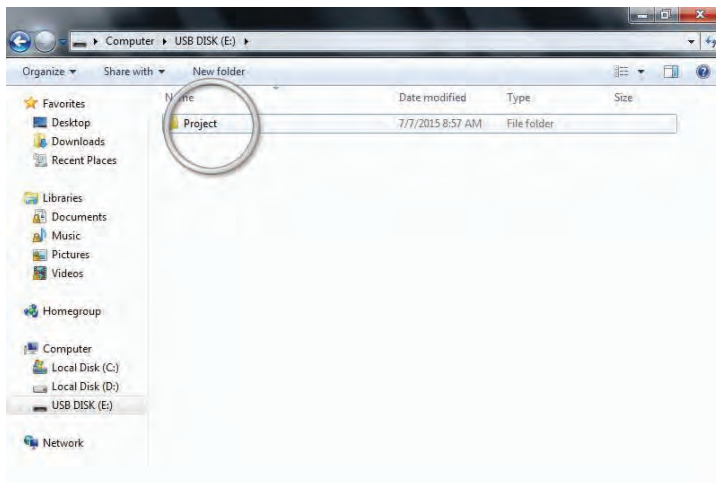 Computer ▸ USB DISK (E:) ▸
Organize ▾ Share with ▾ New folder
Favorites
Desktop
Downloads
Recent Places
Libraries
Documents
Music
Pictures
Videos
Homegroup
Computer
Local Disk (C:)
Local Disk (D:)
USB DISK (E:)
Network
Date modified Type Size
Project 7/7/2015 8:57 AM File folder